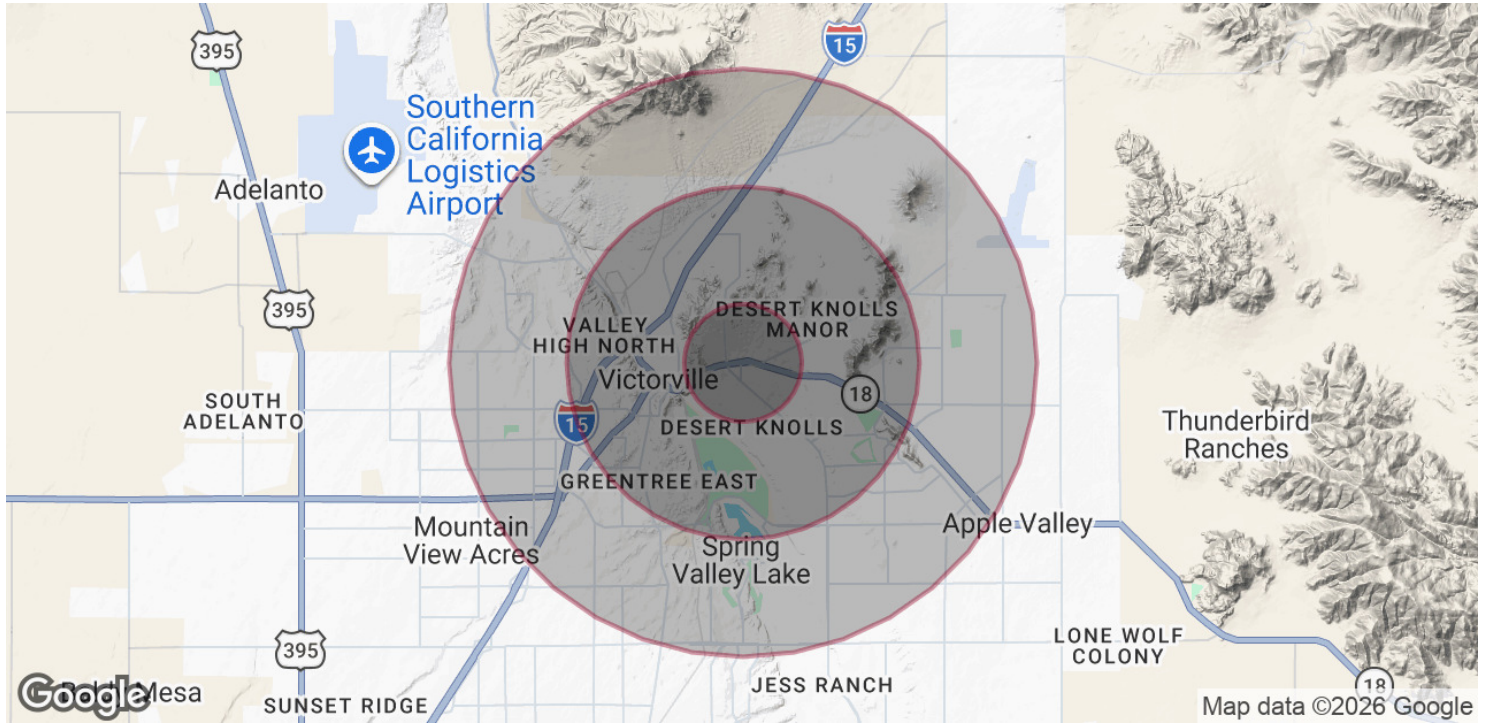 395
15
Southern
California
Logistics
Airport
Adelanto
395
DESERT KNOLLS
MANOR
VALLEY
HIGH NORTH
Victorville
18
SOUTH
ADELANTO
15
DESERT KNOLLS
Thunderbird
Ranches
GREENTREE EAST
Mountain
View Acres
Apple Valley
Spring
Valley Lake
395
LONE WOLF
COLONY
JESS RANCH
18
Google
Mesa
SUNSET RIDGE
Map data ©2026 Google